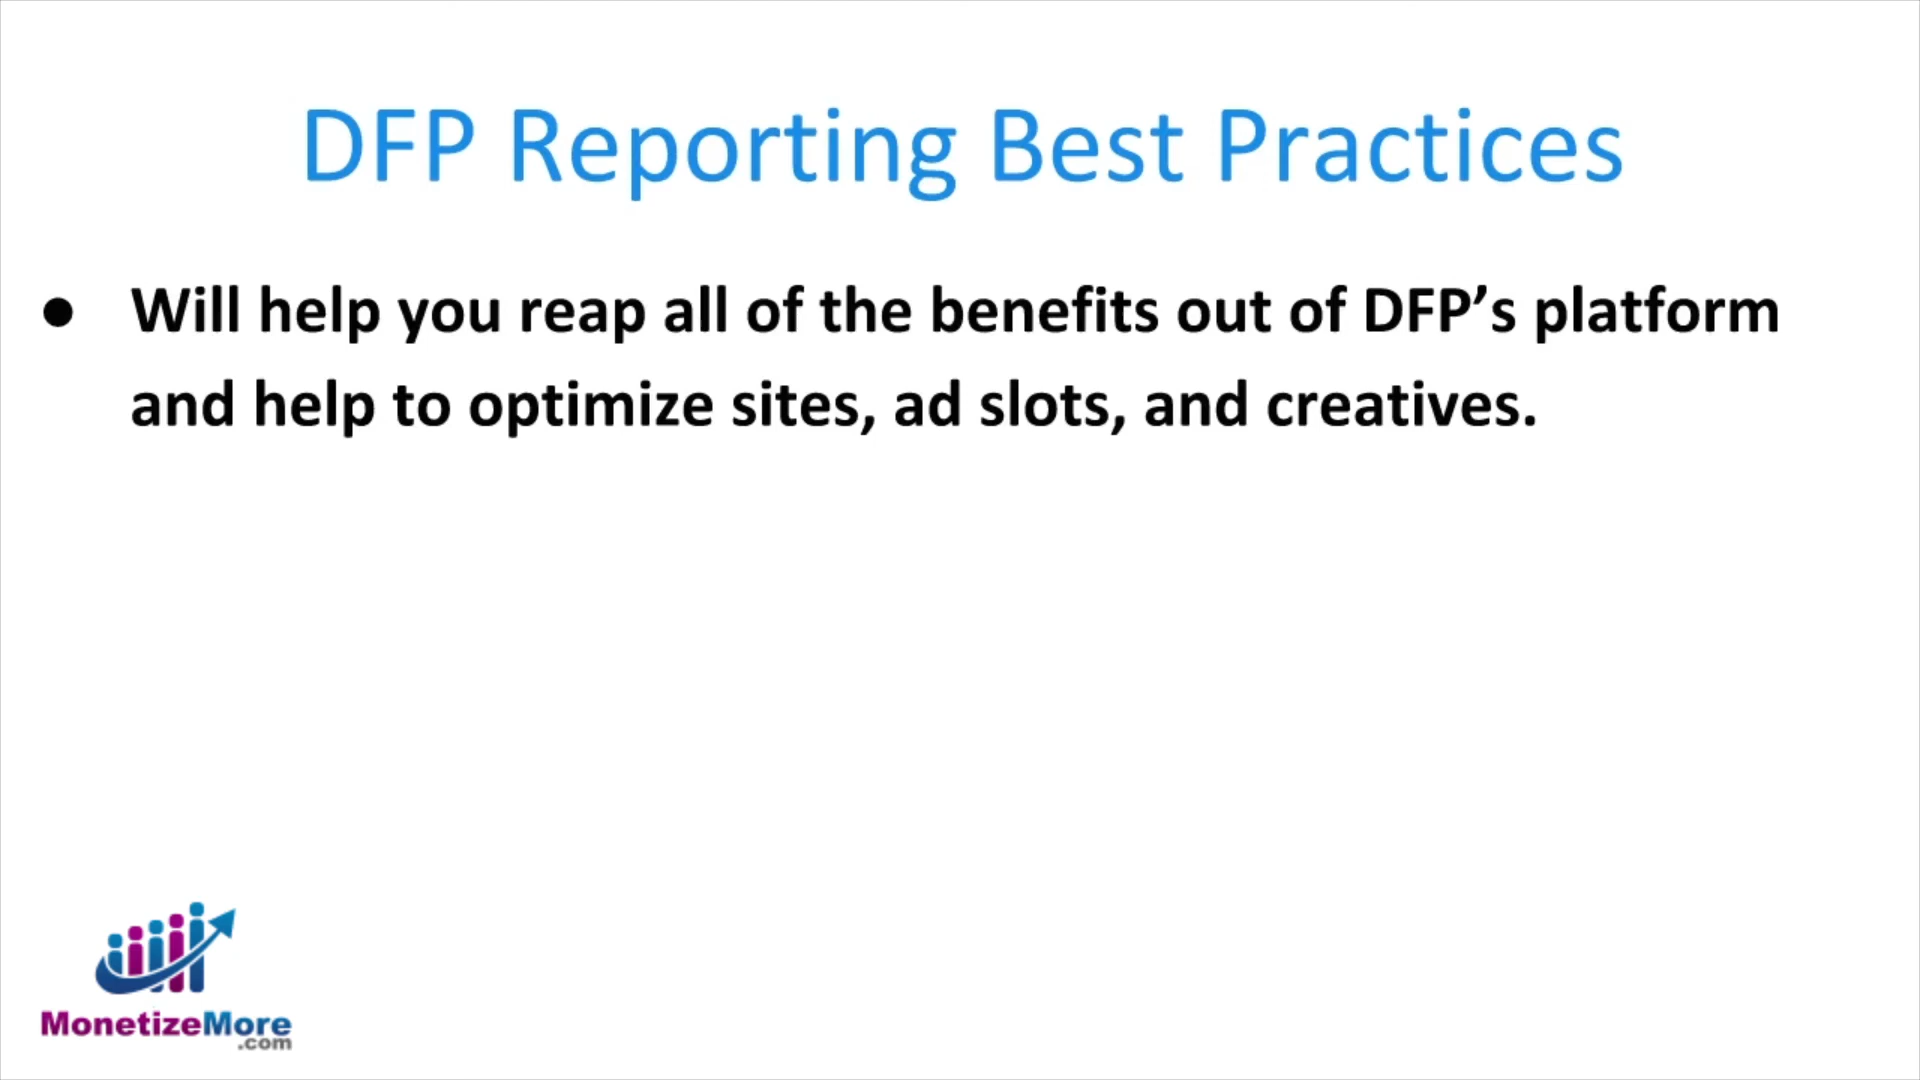 DFP Reporting Best Practices
● Will help you reap all of the benefits out of DFP’s platform
and help to optimize sites, ad slots, and creatives.
MonetizeMore
.com